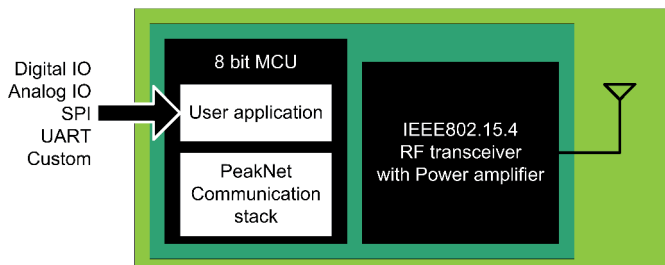 Digital IO
Analog IO
SPI
UART
Custom
8 bit MCU
User application
PeakNet
Communication
stack
IEEE802.15.4
RF transceiver
with Power amplifier